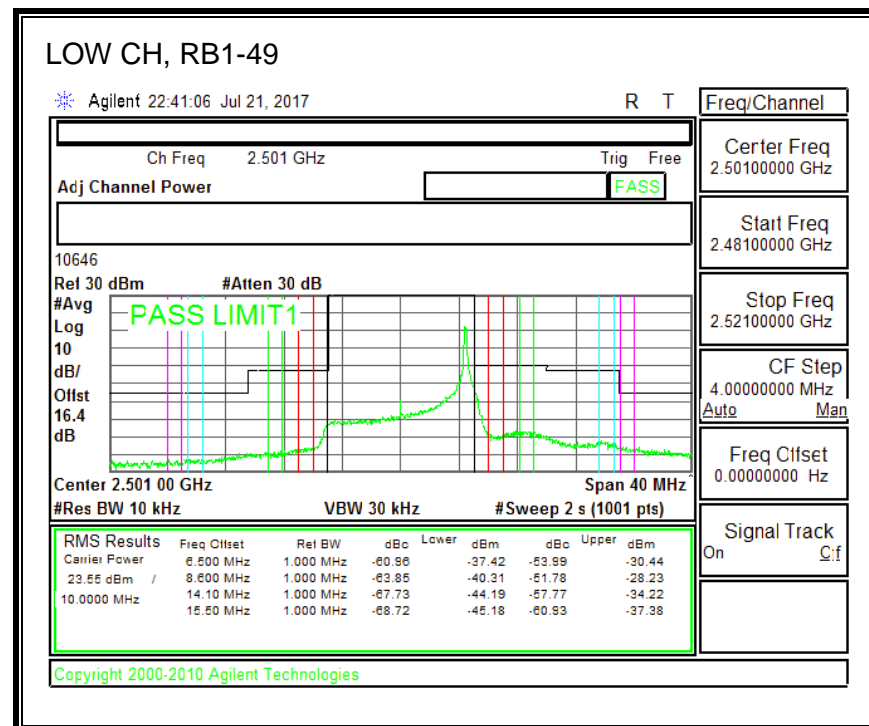 LOW CH, RB1-49
Agilent 22:41:06 Jul 21, 2017 R T
Freq/Channel
Ch Freq 2.501 GHz Trig Free
Adj Channel Power PASS
Center Freq
2.50100000 GHz
Start Freq
2.48100000 GHz
Stop Freq
2.52100000 GHz
CF Step
4.00000000 MHz
Auto Man
Freq Offset
0.00000000 Hz
Signal Track
On Off
10646
Ref 30 dBm #Atten 30 dB
#Avg
Log
10
dB/
Offst
16.4
dB
PASS LIMIT1
Center 2.501 00 GHz Span 40 MHz
#Res BW 10 kHz VBW 30 kHz #Sweep 2 s (1001 pts)
RMS Results Freq Offset Ref BW dBc Lower dBm dBc Upper dBm
Carrier Power 6.500 MHz 1.000 MHz -60.96 -37.42 -53.99 -30.44
23.55 dBm / 8.600 MHz 1.000 MHz -63.85 -40.31 -51.78 -28.23
10.0000 MHz 14.10 MHz 1.000 MHz -67.73 -44.19 -57.77 -34.22
15.50 MHz 1.000 MHz -68.72 -45.18 -60.93 -37.38
Copyright 2000-2010 Agilent Technologies